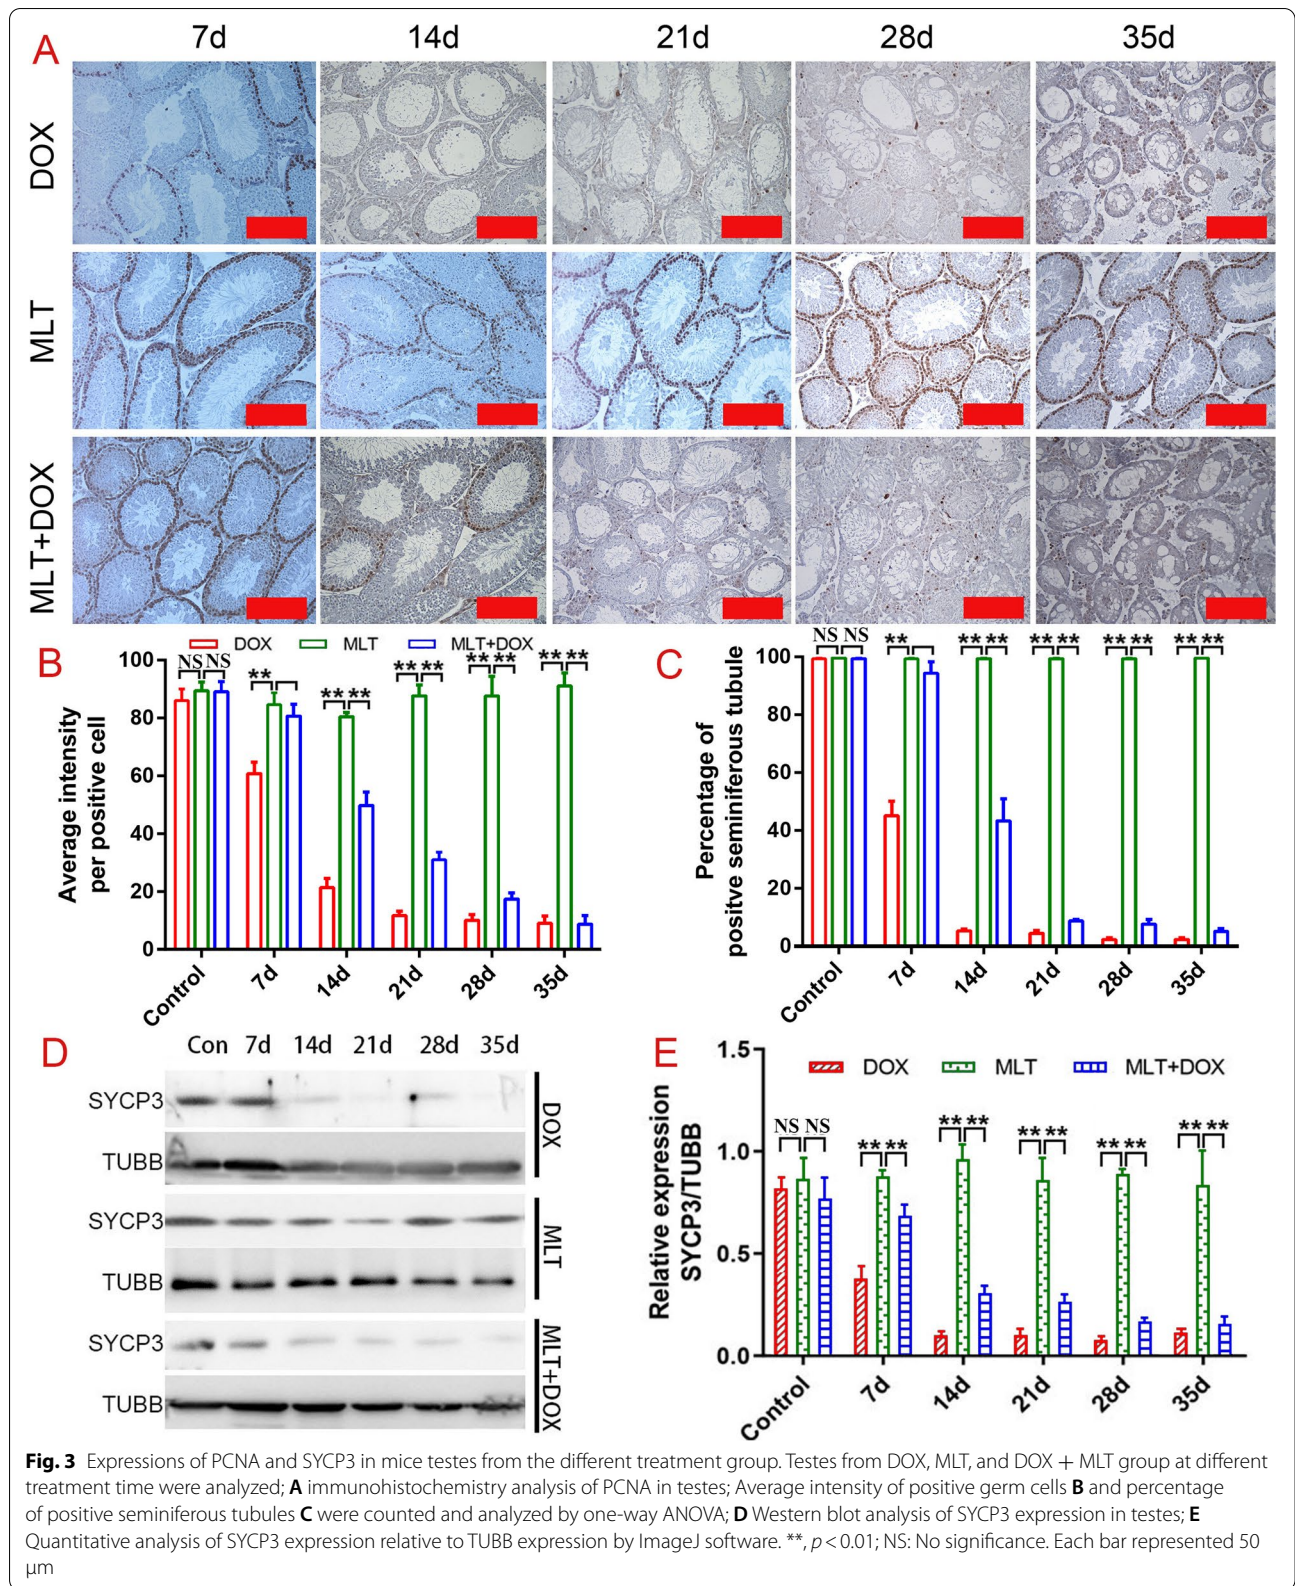 A
7d 14d 21d 28d 35d
DOX
MLT
MLT+DOX
B
DOX MLT MLT+DOX
NS NS ** ** ** ** ** ** ** ** **
Average intensity
per positive cell
100
80
60
40
20
0
Control 7d 14d 21d 28d 35d
C
NS NS ** ** ** ** ** ** ** ** **
Percentage of
positve seminiferous tubule
100
80
60
40
20
0
Control 7d 14d 21d 28d 35d
D
Con 7d 14d 21d 28d 35d
SYCP3
TUBB
DOX
SYCP3
TUBB
MLT
SYCP3
TUBB
MLT+DOX
E
DOX MLT MLT+DOX
NS NS ** ** ** ** ** ** ** ** ** **
Relative expression
SYCP3/TUBB
1.5
1.0
0.5
0.0
Control 7d 14d 21d 28d 35d
Fig. 3 Expressions of PCNA and SYCP3 in mice testes from the different treatment group. Testes from DOX, MLT, and DOX + MLT group at different
treatment time were analyzed; A immunohistochemistry analysis of PCNA in testes; Average intensity of positive germ cells B and percentage
of positive seminiferous tubules C were counted and analyzed by one-way ANOVA; D Western blot analysis of SYCP3 expression in testes; E
Quantitative analysis of SYCP3 expression relative to TUBB expression by ImageJ software. **, p < 0.01; NS: No significance. Each bar represented 50
μm